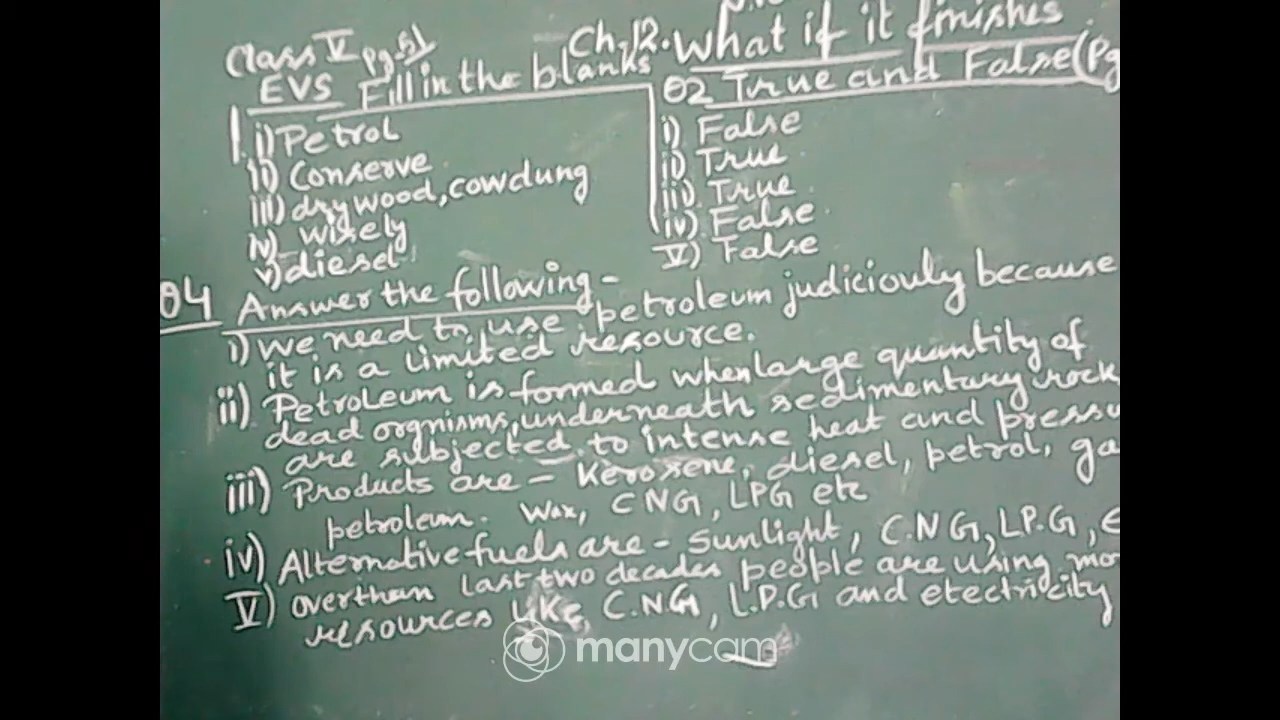 Class V Pg 51
Ch-12. What if it finishes
EVS Fill in the blanks
Q2 True and False (Pg
1. i) Petrol
ii) Conserve
iii) dry wood, cowdung
iv) wisely
v) diesel
i) False
ii) True
iii) True
iv) False
V) False
Q4 Answer the following-
i) We need to use petroleum judiciouly because
it is a limited resource.
ii) Petroleum is formed when large quantity of
dead orgnisms, underneath sedimentary rock
are subjected to intense heat and pressu
iii) Products are - Kerosene, diesel, petrol, ga
petroleum. Wax, CNG, LPG etc
iv) Alternative fuels are - Sunlight, C.N.G, L.P.G, E
V) overthan last two decades people are using mo
resources like, C.N.G, L.P.G and electricity
manycam